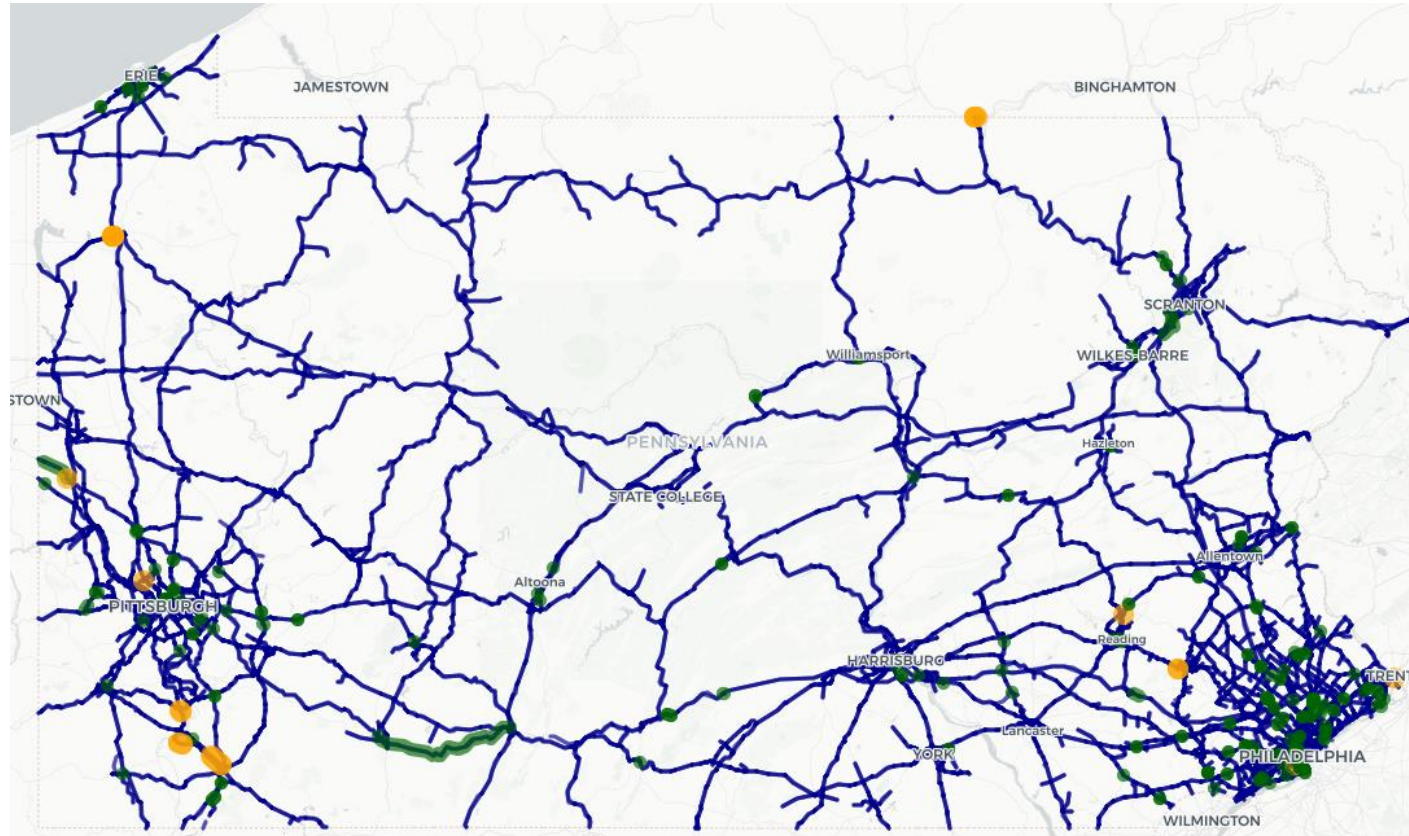 ERIE
JAMESTOWN
BINGHAMTON
SCRANTON
Williamsport
WILKES-BARRE
STOWN
PENNSYLVANIA
Hazleton
STATE COLLEGE
Allentown
Altoona
PITTSBURGH
Reading
HARRISBURG
TRENT
Lancaster
YORK
PHILADELPHIA
WILMINGTON